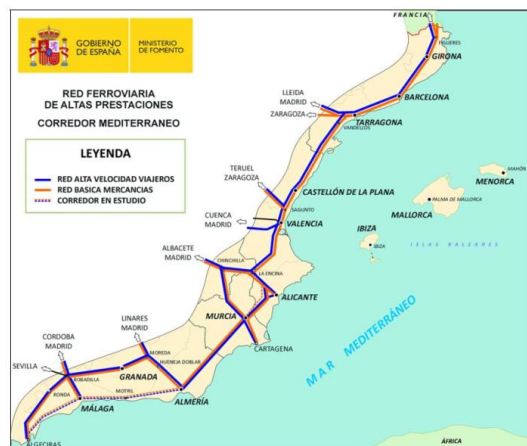 GOBIERNO
DE ESPAÑA
MINISTERIO
DE FOMENTO
RED FERROVIARIA
DE ALTAS PRESTACIONES
CORREDOR MEDITERRANEO
LEYENDA
RED ALTA VELOCIDAD VIAJEROS
RED BASICA MERCANCIAS
CORREDOR EN ESTUDIO
FRANCIA
FIGUERES
GIRONA
LLEIDA
MADRID
BARCELONA
ZARAGOZA
TARRAGONA
VANDELLOS
TERUEL
ZARAGOZA
CASTELLÓN DE LA PLANA
MENORCA
MAHÓN
MALLORCA
PALMA DE MALLORCA
SAGUNTO
CUENCA
MADRID
VALENCIA
IBIZA
IBIZA
ISLAS BALEARES
ALBACETE
MADRID
CHINCHILLA
LA ENCINA
ALICANTE
MURCIA
MAR MEDITERRÁNEO
LINARES
MADRID
CARTAGENA
CORDOBA
MADRID
MOREDA
HUENEJA DOBLAR
SEVILLA
BOBADILLA
GRANADA
RONDA
MOTRIL
ALMERÍA
MÁLAGA
ALGECIRAS
ÁFRICA